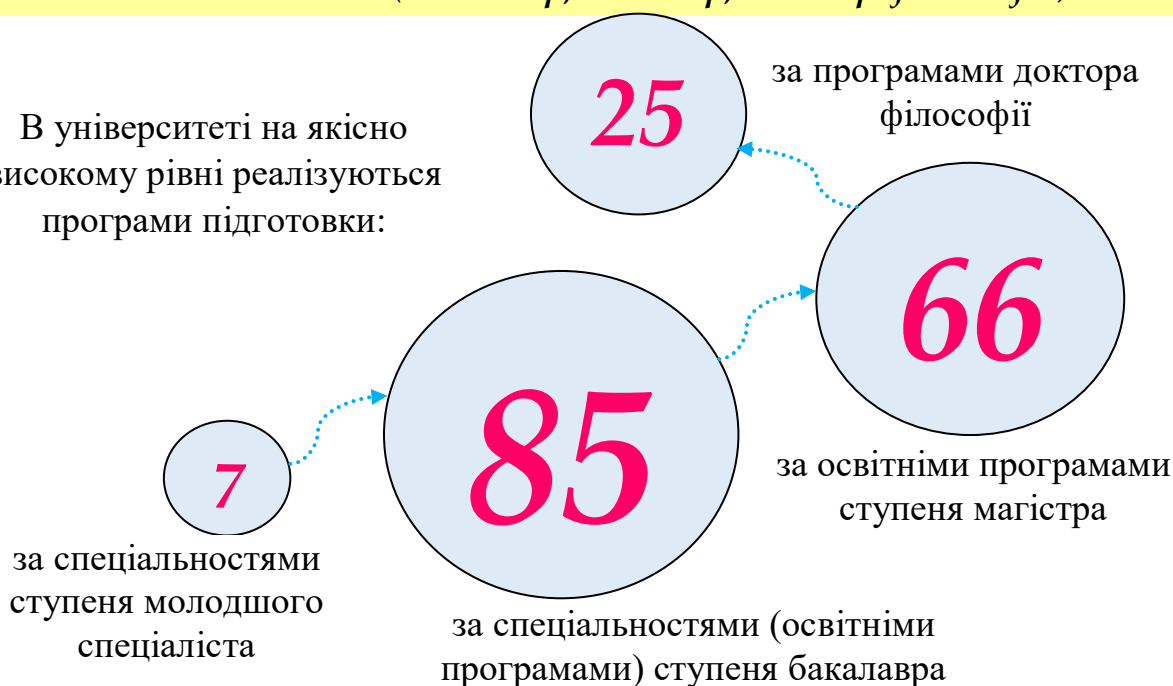 В університеті на якісно
високому рівні реалізуються
програми підготовки:
25
за програмами доктора
філософії
66
за освітніми програмами
ступеня магістра
85
за спеціальностями (освітніми
програмами) ступеня бакалавра
7
за спеціальностями
ступеня молодшого
спеціаліста